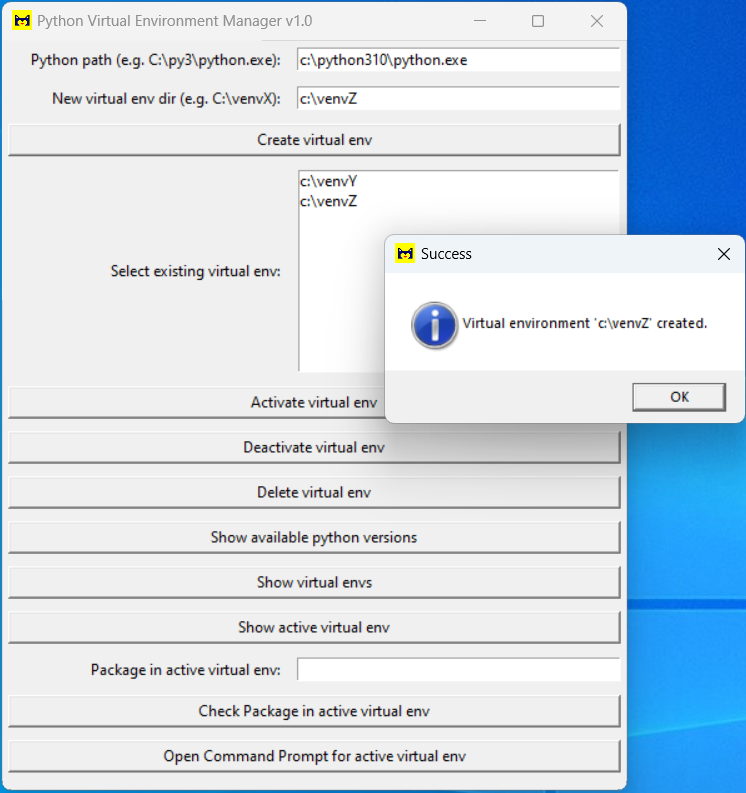 Python Virtual Environment Manager v1.0
Python path (e.g. C:\py3\python.exe): c:\python310\python.exe
New virtual env dir (e.g. C:\venvX): c:\venvZ
Create virtual env
c:\venvY
c:\venvZ
Select existing virtual env:
Success
Virtual environment 'c:\venvZ' created.
OK
Activate virtual env
Deactivate virtual env
Delete virtual env
Show available python versions
Show virtual envs
Show active virtual env
Package in active virtual env:
Check Package in active virtual env
Open Command Prompt for active virtual env